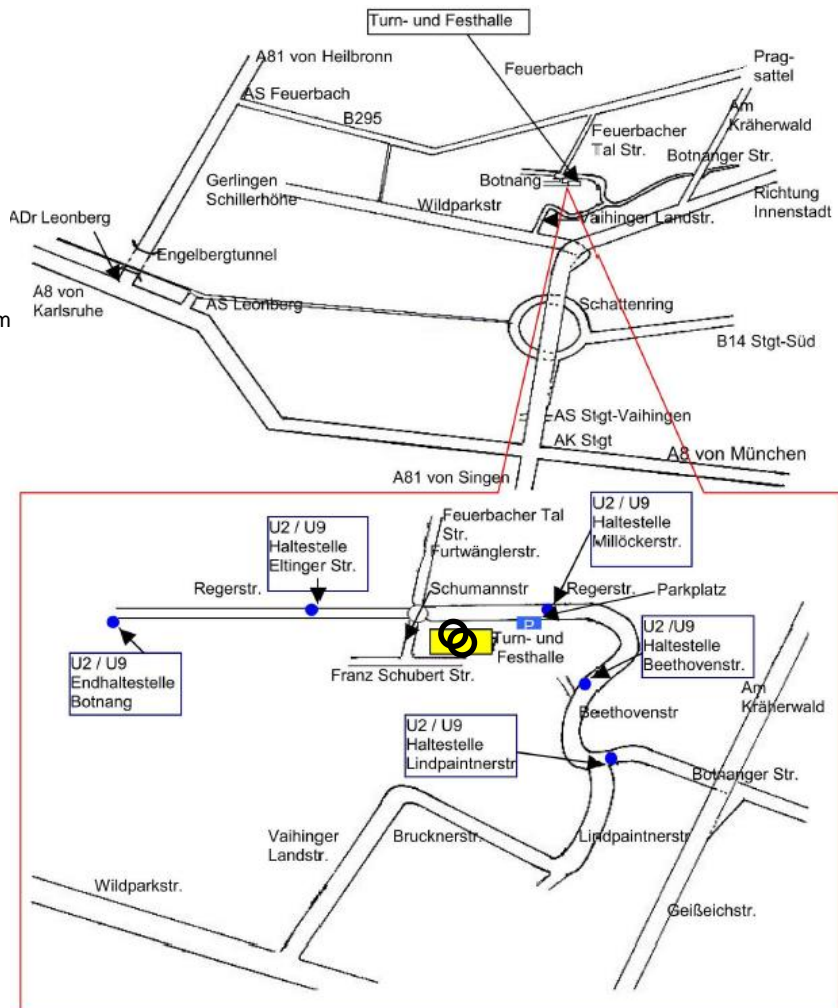 Turn- und Festhalle
A81 von Heilbronn
Feuerbach
Prag-
sattel
AS Feuerbach
B295
Am
Kräherwald
Feuerbacher
Tal Str.
Botnanger Str.
Gerlingen
Schillerhöhe
Botnang
Wildparkstr
Richtung
Innenstadt
ADr Leonberg
Vaihinger Landstr.
Engelbergtunnel
A8 von
Karlsruhe
AS Leonberg
Schattenring
m
B14 Stgt-Süd
AS Stgt-Vaihingen
AK Stgt
A8 von München
A81 von Singen
U2 / U9
Haltestelle
Eltinger Str.
Feuerbacher Tal
Str.
Furtwänglerstr.
U2 / U9
Haltestelle
Millöckerstr.
Regerstr.
Schumannstr
Regerstr.
Parkplatz
P
Turn- und
Festhalle
U2 /U9
Haltestelle
Beethovenstr.
U2 / U9
Endhaltestelle
Botnang
Franz Schubert Str.
Am
Kräherwald
Beethovenstr
U2 / U9
Haltestelle
Lindpaintnerstr
Botnanger Str.
Vaihinger
Landstr.
Brucknerstr.
Lindpaintnerstr
Wildparkstr.
Geißeichstr.